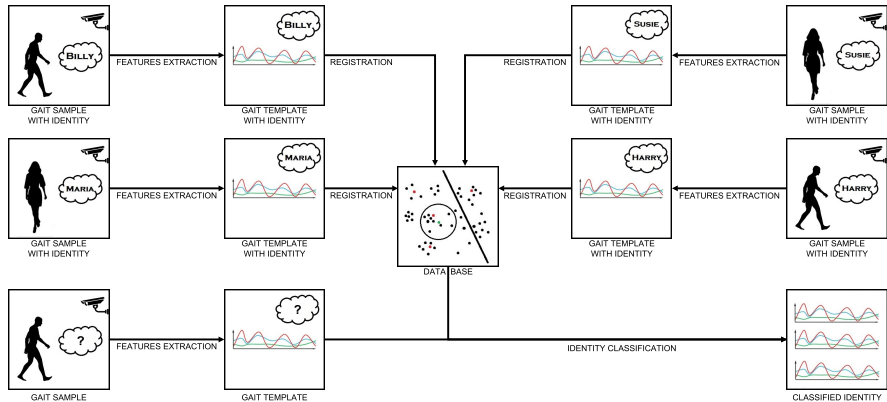 BILLY
FEATURES EXTRACTION
BILLY
REGISTRATION
REGISTRATION
SUSIE
FEATURES EXTRACTION
SUSIE
GAIT SAMPLE
WITH IDENTITY
GAIT TEMPLATE
WITH IDENTITY
GAIT TEMPLATE
WITH IDENTITY
GAIT SAMPLE
WITH IDENTITY
MARIA
FEATURES EXTRACTION
MARIA
REGISTRATION
REGISTRATION
HARRY
FEATURES EXTRACTION
HARRY
GAIT SAMPLE
WITH IDENTITY
GAIT TEMPLATE
WITH IDENTITY
GAIT TEMPLATE
WITH IDENTITY
GAIT SAMPLE
WITH IDENTITY
DATA BASE
?
FEATURES EXTRACTION
?
IDENTITY CLASSIFICATION
GAIT SAMPLE
GAIT TEMPLATE
CLASSIFIED IDENTITY